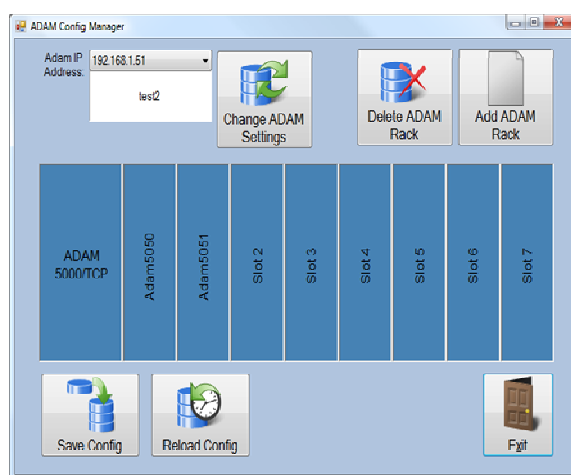 ADAM Config Manager
Adam IP
Address:
192.168.1.51
test2
Change ADAM
Settings
Delete ADAM
Rack
Add ADAM
Rack
ADAM
5000/TCP
Adam5050
Adam5051
Slot 2
Slot 3
Slot 4
Slot 5
Slot 6
Slot 7
Save Config
Reload Config
Exit